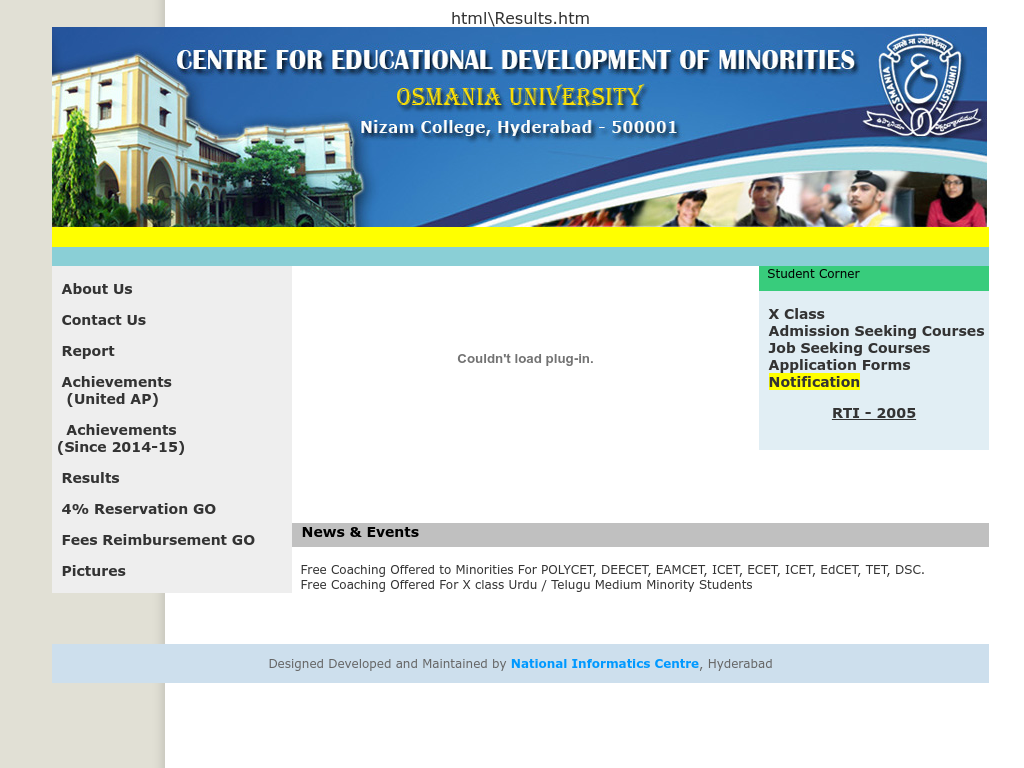 html\Results.htm
CENTRE FOR EDUCATIONAL DEVELOPMENT OF MINORITIES
OSMANIA UNIVERSITY
Nizam College, Hyderabad - 500001
OSMANIA UNIVERSITY
About Us
Contact Us
Report
Achievements
(United AP)
Achievements
(Since 2014-15)
Results
4% Reservation GO
Fees Reimbursement GO
Pictures
Couldn't load plug-in.
Student Corner
X Class
Admission Seeking Courses
Job Seeking Courses
Application Forms
Notification
RTI - 2005
News & Events
Free Coaching Offered to Minorities For POLYCET, DEECET, EAMCET, ICET, ECET, ICET, EdCET, TET, DSC.
Free Coaching Offered For X class Urdu / Telugu Medium Minority Students
Designed Developed and Maintained by National Informatics Centre, Hyderabad